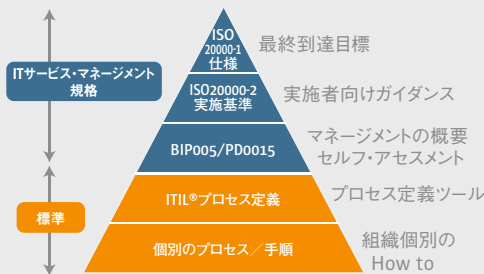 ISO
20000-1
仕様
最終到達目標
ITサービス・マネージメント
規格
ISO20000-2
実施基準
実施者向けガイダンス
BIP005/PD0015
マネージメントの概要
セルフ・アセスメント
ITIL®プロセス定義
プロセス定義ツール
標準
個別のプロセス／手順
組織個別の
How to